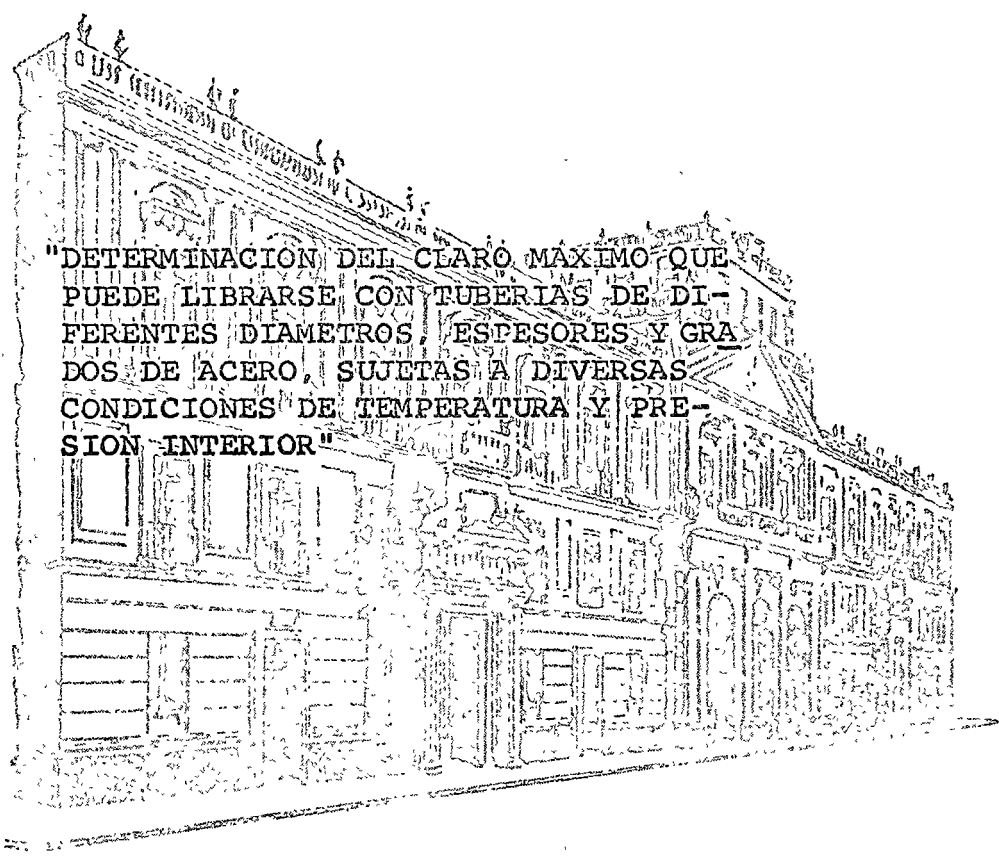 "DETERMINACION DEL CLARO MAXIMO QUE
PUEDE LIBRARSE CON TUBERIAS DE DI-
FERENTES DIAMETROS, ESPESORES Y GRA
DOS DE ACERO, SUJETAS A DIVERSAS
CONDICIONES DE TEMPERATURA Y PRE-
SION INTERIOR"